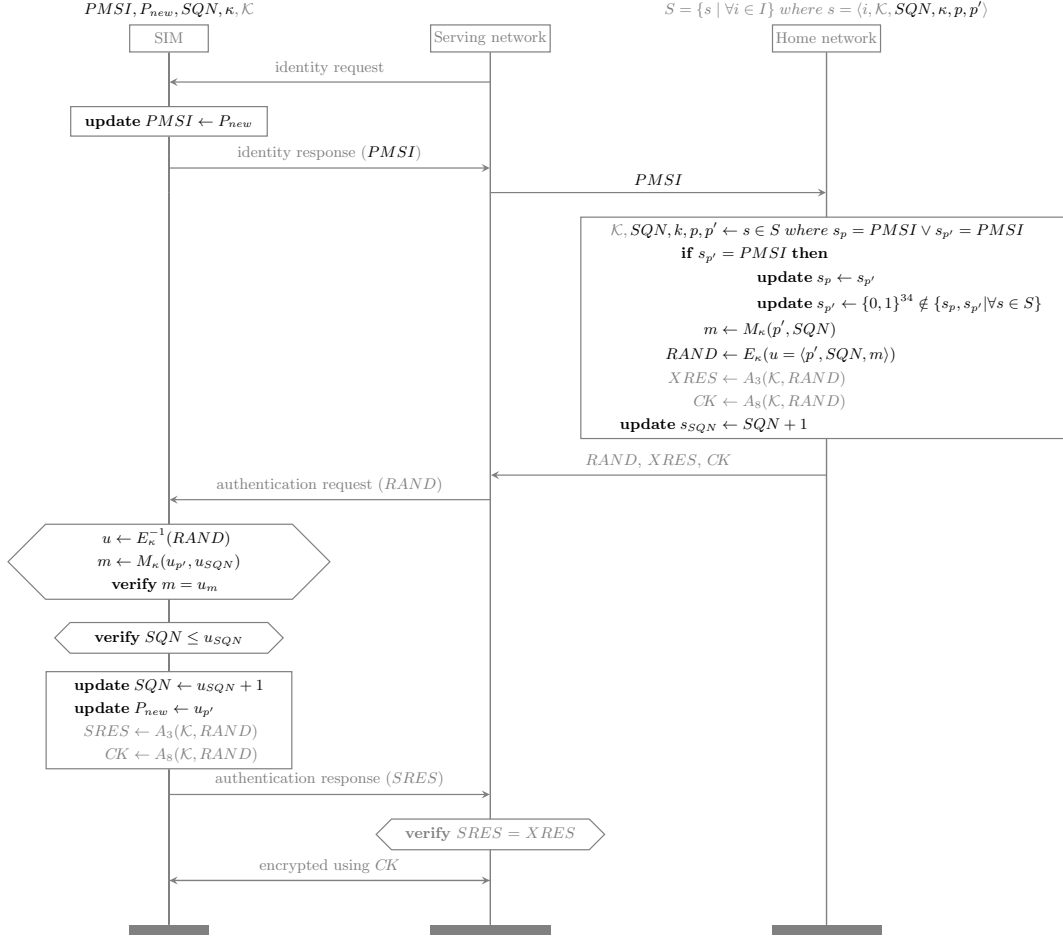 PMSI, P_new, SQN, κ, 𝒦
S = {s | ∀i ∈ I} where s = ⟨i, 𝒦, SQN, κ, p, p′⟩
SIM
Serving network
Home network
identity request
update PMSI ← P_new
identity response (PMSI)
PMSI
𝒦, SQN, k, p, p′ ← s ∈ S where s_p = PMSI ∨ s_p′ = PMSI
if s_p′ = PMSI then
update s_p ← s_p′
update s_p′ ← {0, 1}^34 ∉ {s_p, s_p′|∀s ∈ S}
m ← M_κ(p′, SQN)
RAND ← E_κ(u = ⟨p′, SQN, m⟩)
XRES ← A_3(𝒦, RAND)
CK ← A_8(𝒦, RAND)
update s_SQN ← SQN + 1
RAND, XRES, CK
authentication request (RAND)
u ← E_κ^−1(RAND)
m ← M_κ(u_p′, u_SQN)
verify m = u_m
verify SQN ≤ u_SQN
update SQN ← u_SQN + 1
update P_new ← u_p′
SRES ← A_3(𝒦, RAND)
CK ← A_8(𝒦, RAND)
authentication response (SRES)
verify SRES = XRES
encrypted using CK